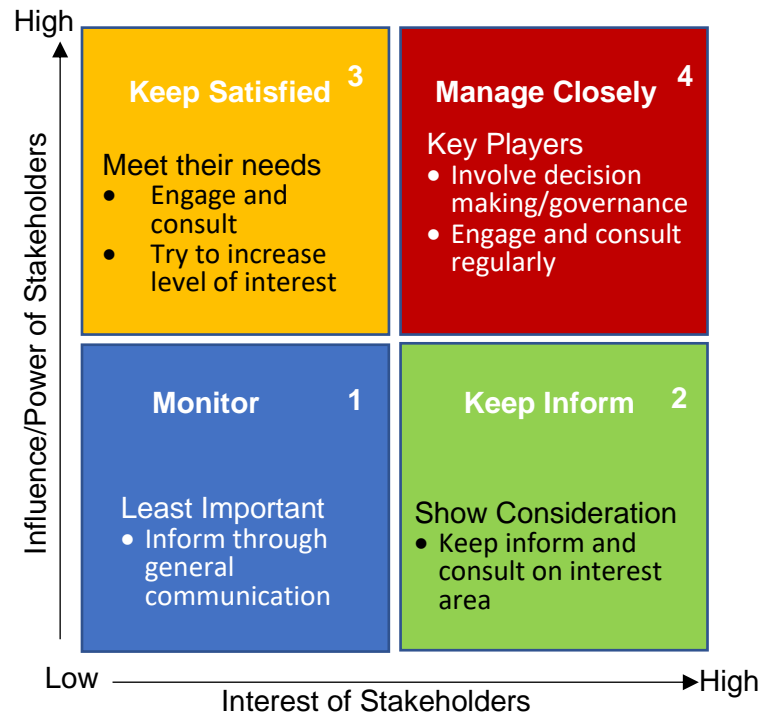 High
Influence/Power of Stakeholders
Keep Satisfied 3
Meet their needs
• Engage and
consult
• Try to increase
level of interest
Manage Closely 4
Key Players
• Involve decision
making/governance
• Engage and consult
regularly
Monitor 1
Least Important
• Inform through
general
communication
Keep Inform 2
Show Consideration
• Keep inform and
consult on interest
area
Low
Interest of Stakeholders
High